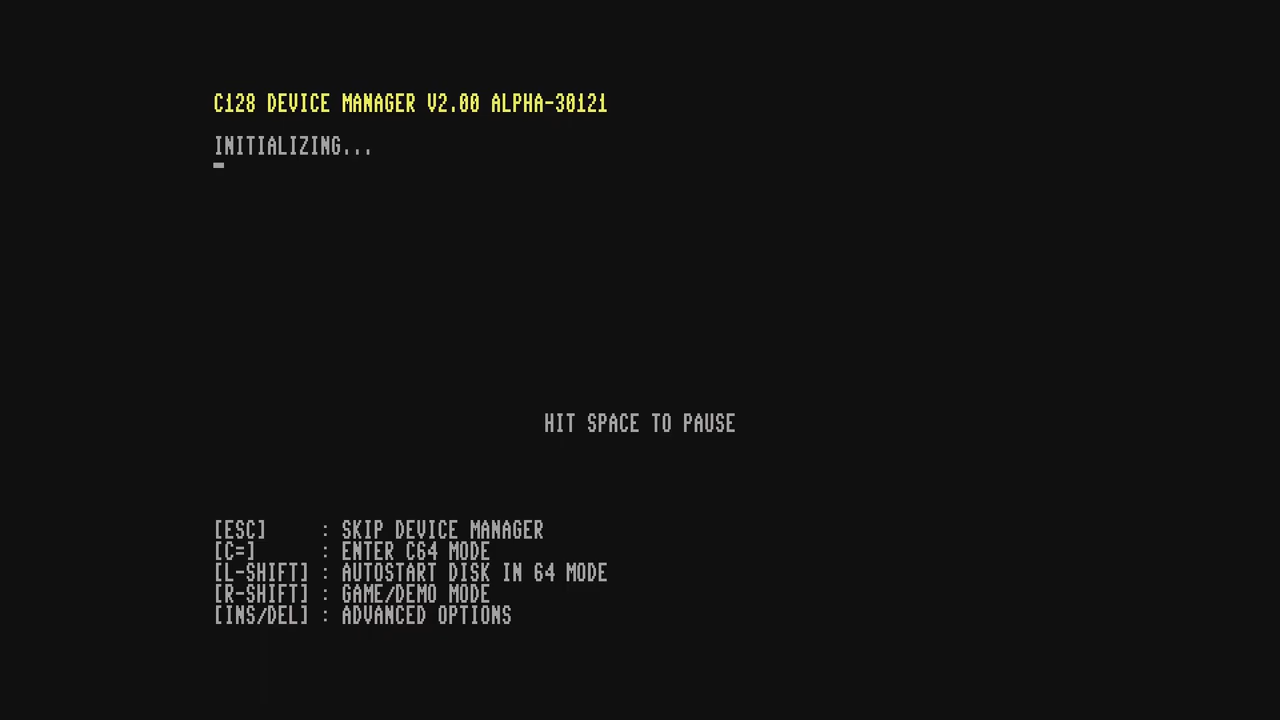 C128 DEVICE MANAGER V2.00 ALPHA-30121
INITIALIZING...
HIT SPACE TO PAUSE
[ESC] : SKIP DEVICE MANAGER
[C=] : ENTER C64 MODE
[L-SHIFT] : AUTOSTART DISK IN 64 MODE
[R-SHIFT] : GAME/DEMO MODE
[INS/DEL] : ADVANCED OPTIONS